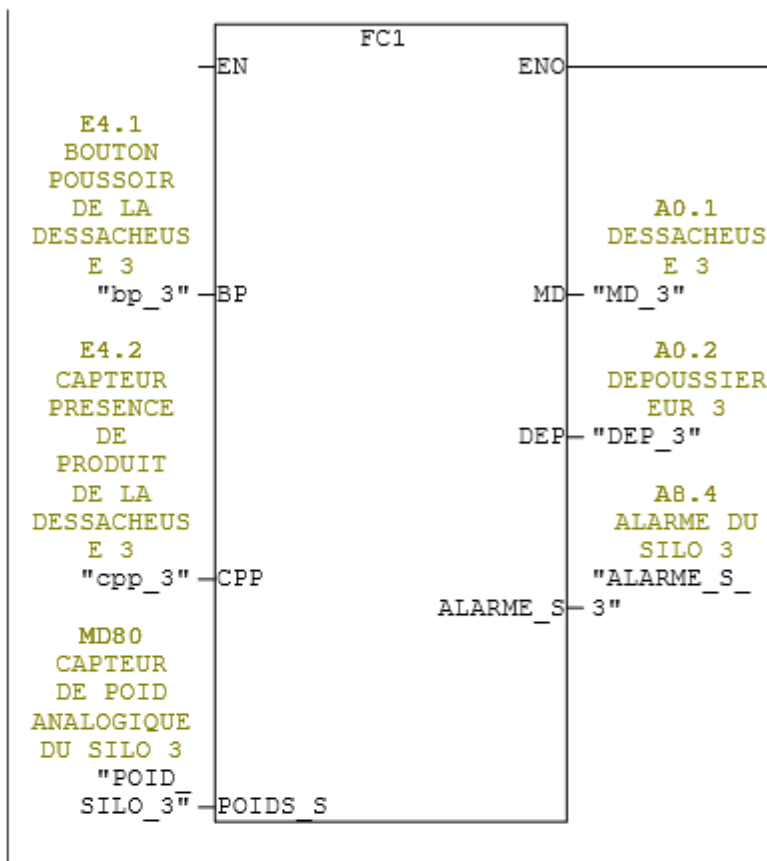 FC1
EN ENO
E4.1
BOUTON
POUSSOIR
DE LA
DESSACHEUS
E 3
"bp_3" BP
A0.1
DESSACHEUS
E 3
MD "MD_3"
E4.2
CAPTEUR
PRESENCE
DE
PRODUIT
DE LA
DESSACHEUS
E 3
"cpp_3" CPP
A0.2
DEPOUSSIER
EUR 3
DEP "DEP_3"
A8.4
ALARME DU
SILO 3
"ALARME_S_
ALARME_S 3"
MD80
CAPTEUR
DE POID
ANALOGIQUE
DU SILO 3
"POID_
SILO_3" POIDS_S